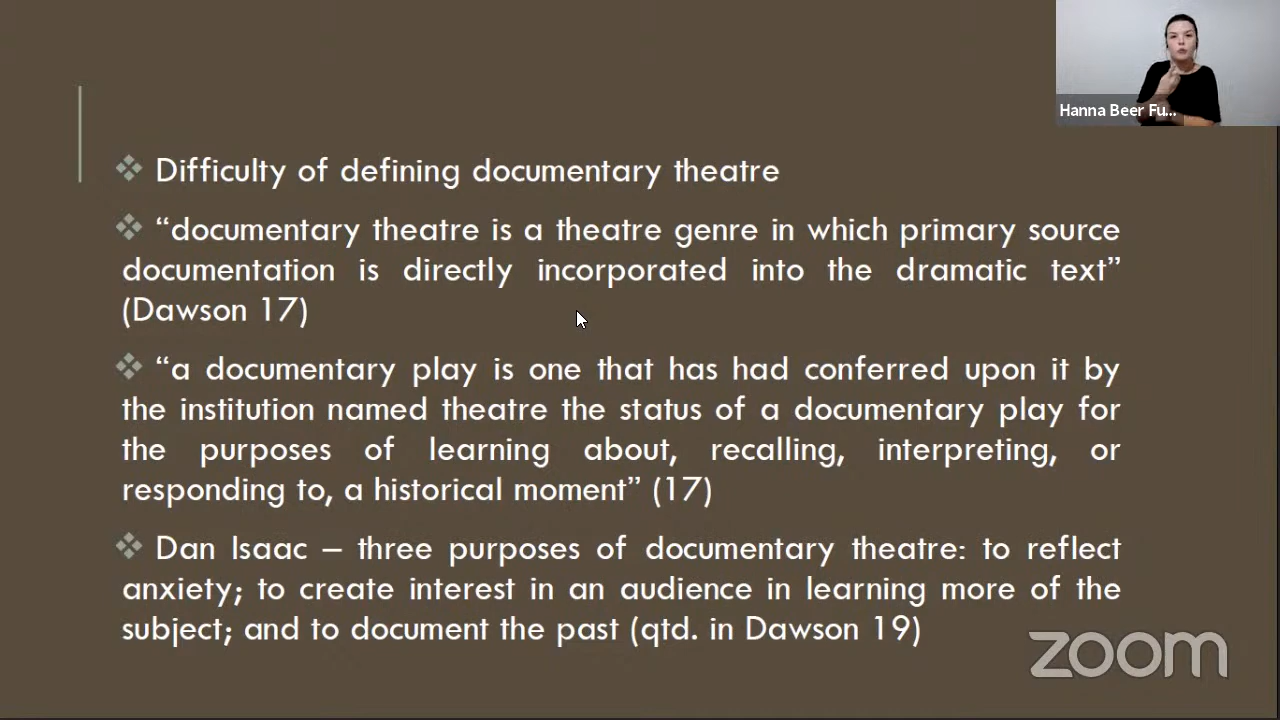 Hanna Beer Fu...
Difficulty of defining documentary theatre
“documentary theatre is a theatre genre in which primary source
documentation is directly incorporated into the dramatic text”
(Dawson 17)
“a documentary play is one that has had conferred upon it by
the institution named theatre the status of a documentary play for
the purposes of learning about, recalling, interpreting, or
responding to, a historical moment” (17)
Dan Isaac – three purposes of documentary theatre: to reflect
anxiety; to create interest in an audience in learning more of the
subject; and to document the past (qtd. in Dawson 19)
zoom